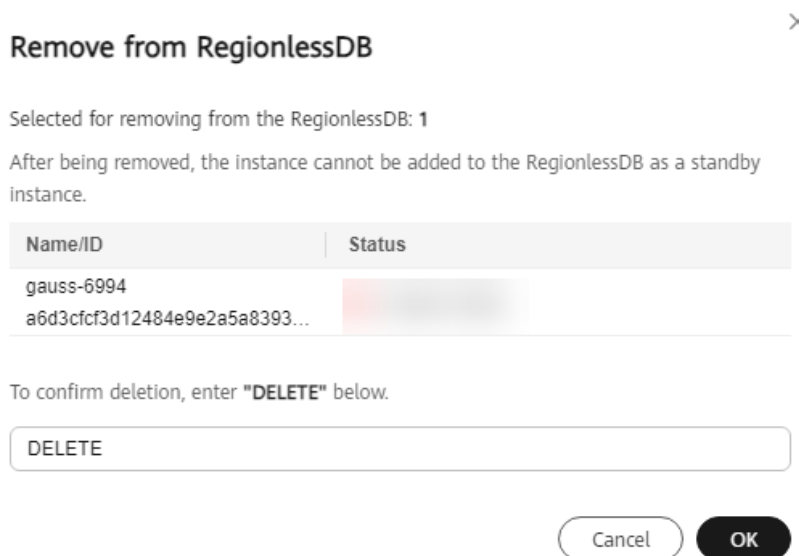 Remove from RegionlessDB
Selected for removing from the RegionlessDB: 1
After being removed, the instance cannot be added to the RegionlessDB as a standby
instance.
Name/ID Status
gauss-6994
a6d3cfcf3d12484e9e2a5a8393...
To confirm deletion, enter "DELETE" below.
DELETE
Cancel OK